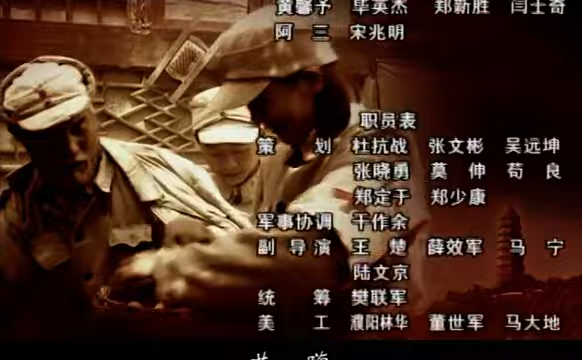 黄馨予 毕英杰 郑新胜 闫士奇
阿三 宋兆明
职员表
策划 杜抗战 张文彬 吴远坤
张晓勇 莫伸 苟良
郑定于 郑少康
军事协调 干作余
副导演 王楚 薛效军 马宁
陆文京
统筹 樊联军
美工 濮阳林华 董世军 马大地